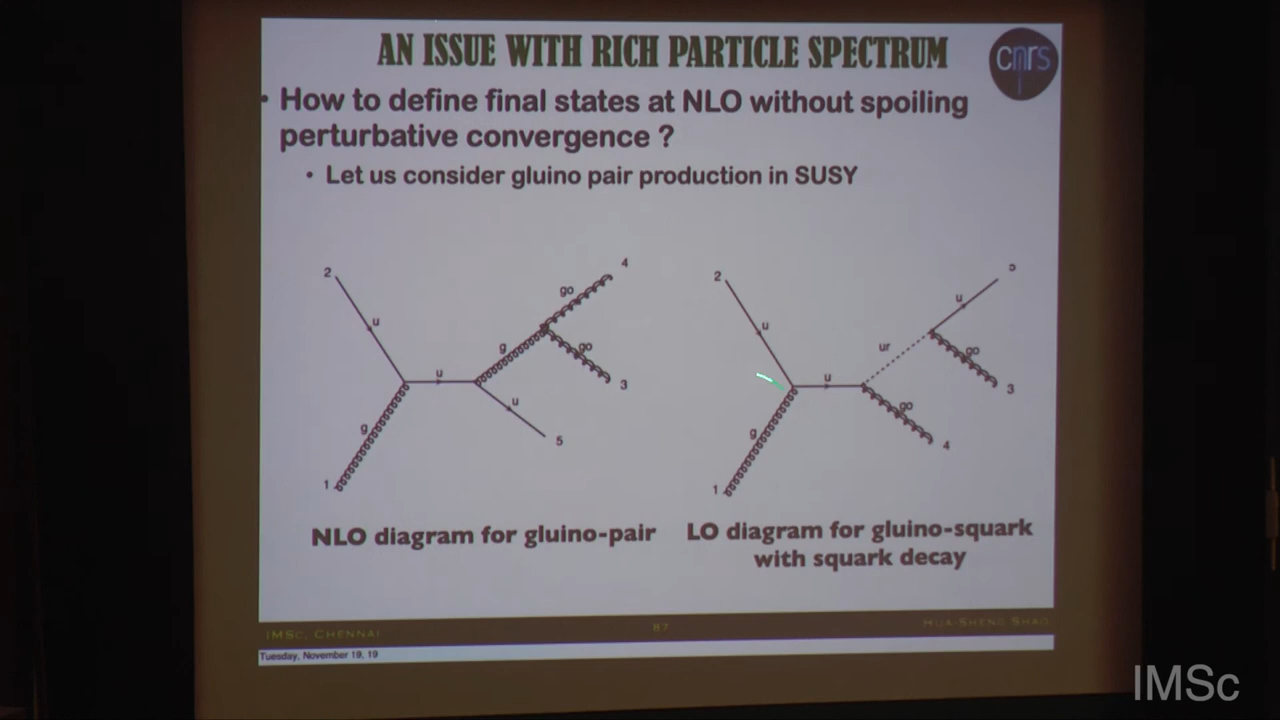 AN ISSUE WITH RICH PARTICLE SPECTRUM
cnrs
• How to define final states at NLO without spoiling
perturbative convergence ?
• Let us consider gluino pair production in SUSY
2
u
g
1
u
g
go
4
go
3
u
5
2
u
g
1
u
ur
u
go
3
go
4
NLO diagram for gluino-pair
LO diagram for gluino-squark
with squark decay
IMSc, CHENNAI
87
HUA-SHENG SHAO
Tuesday, November 19, 19
IMSc